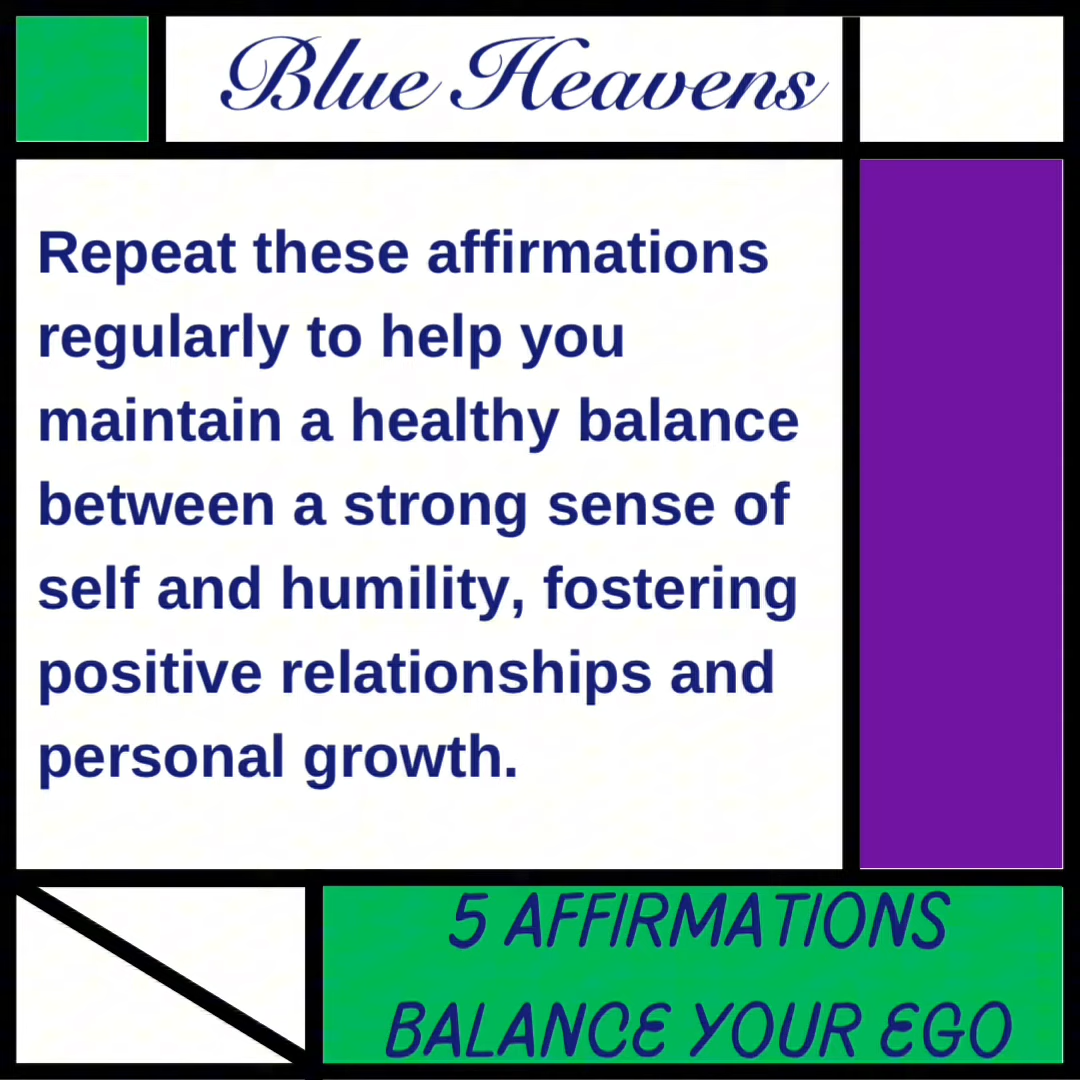 Blue Heavens
Repeat these affirmations
regularly to help you
maintain a healthy balance
between a strong sense of
self and humility, fostering
positive relationships and
personal growth.
5 AFFIRMATIONS
BALANCE YOUR EGO